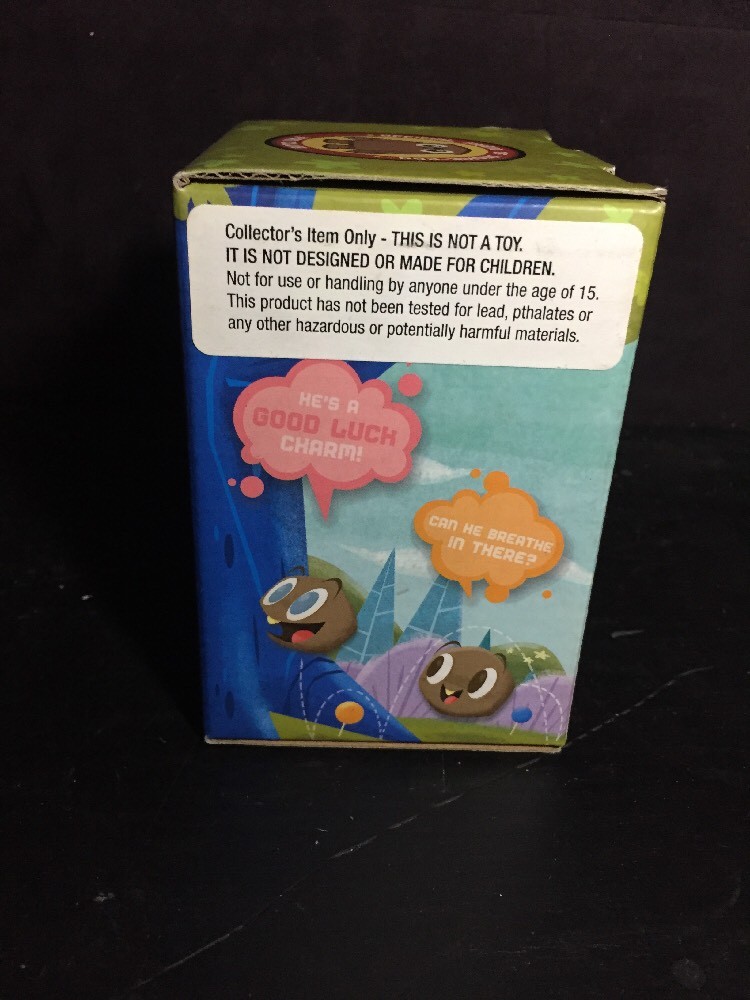 Collector's Item Only - THIS IS NOT A TOY.
IT IS NOT DESIGNED OR MADE FOR CHILDREN.
Not for use or handling by anyone under the age of 15.
This product has not been tested for lead, pthalates or
any other hazardous or potentially harmful materials.
HE'S A
GOOD LUCK
CHARM!
CAN HE BREATHE
IN THERE?